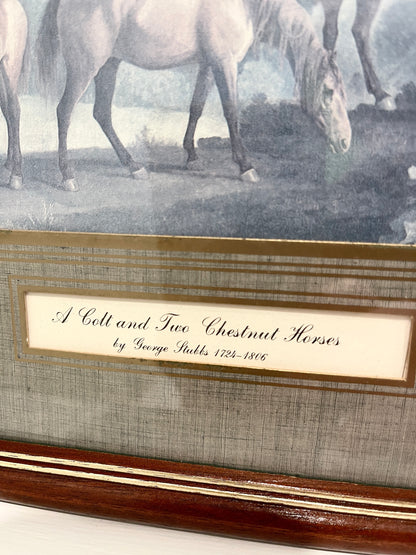 A Colt and Two Chestnut Horses
by George Stubbs 1724-1806